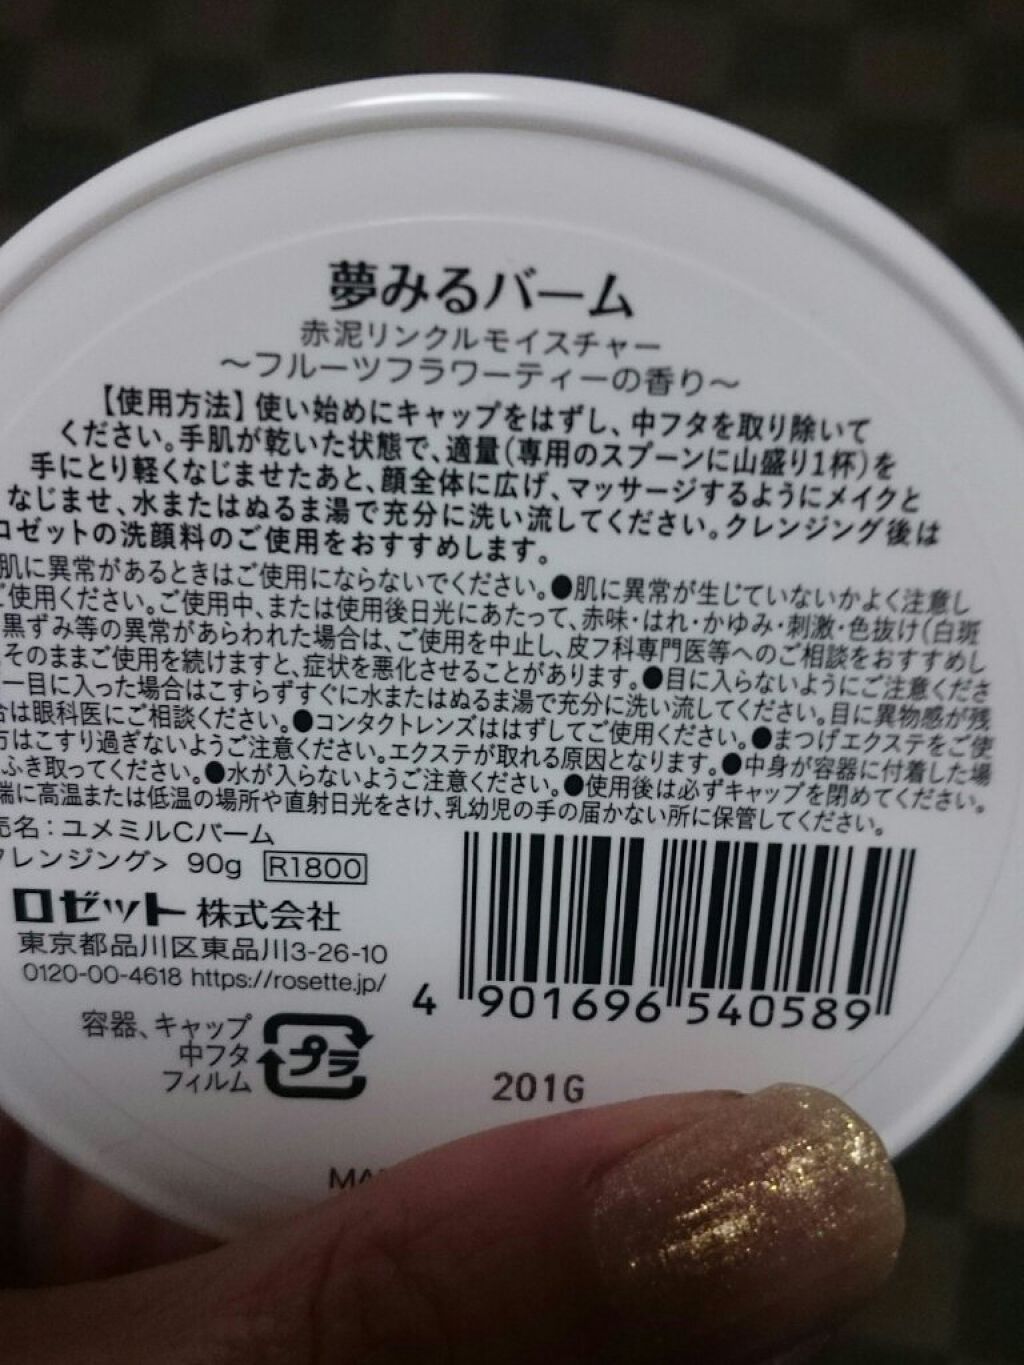 夢みるバーム
赤泥リンクルモイスチャー
～フルーツフラワーティーの香り～
【使用方法】使い始めにキャップをはずし、中フタを取り除いて
ください。手肌が乾いた状態で、適量(専用のスプーンに山盛り1杯)を
手にとり軽くなじませたあと、顔全体に広げ、マッサージするようにメイクと
なじませ、水またはぬるま湯で充分に洗い流してください。クレンジング後は
ロゼットの洗顔料のご使用をおすすめします。
肌に異常があるときはご使用にならないでください。●肌に異常が生じていないかよく注意し
ご使用ください。ご使用中、または使用後日光にあたって、赤味・はれ・かゆみ・刺激・色抜け(白斑
黒ずみ等の異常があらわれた場合は、ご使用を中止し、皮フ科専門医等へのご相談をおすすめし
。そのままご使用を続けますと、症状を悪化させることがあります。●目に入らないようにご注意くださ
一目に入った場合はこすらずすぐに水またはぬるま湯で充分に洗い流してください。目に異物感が残
合は眼科医にご相談ください。●コンタクトレンズははずしてご使用ください。●まつげエクステをご使
方はこすり過ぎないようご注意ください。エクステが取れる原因となります。●中身が容器に付着した場
ふき取ってください。●水が入らないようご注意ください。●使用後は必ずキャップを閉めてください。
端に高温または低温の場所や直射日光をさけ、乳幼児の手の届かない所に保管してください。
売名：ユメミルCバーム
クレンジング> 90g R1800
ロゼット株式会社
東京都品川区東品川3-26-10
0120-00-4618 https://rosette.jp/
4 901696 540589
容器、キャップ
中フタ
フィルム
プラ
201G